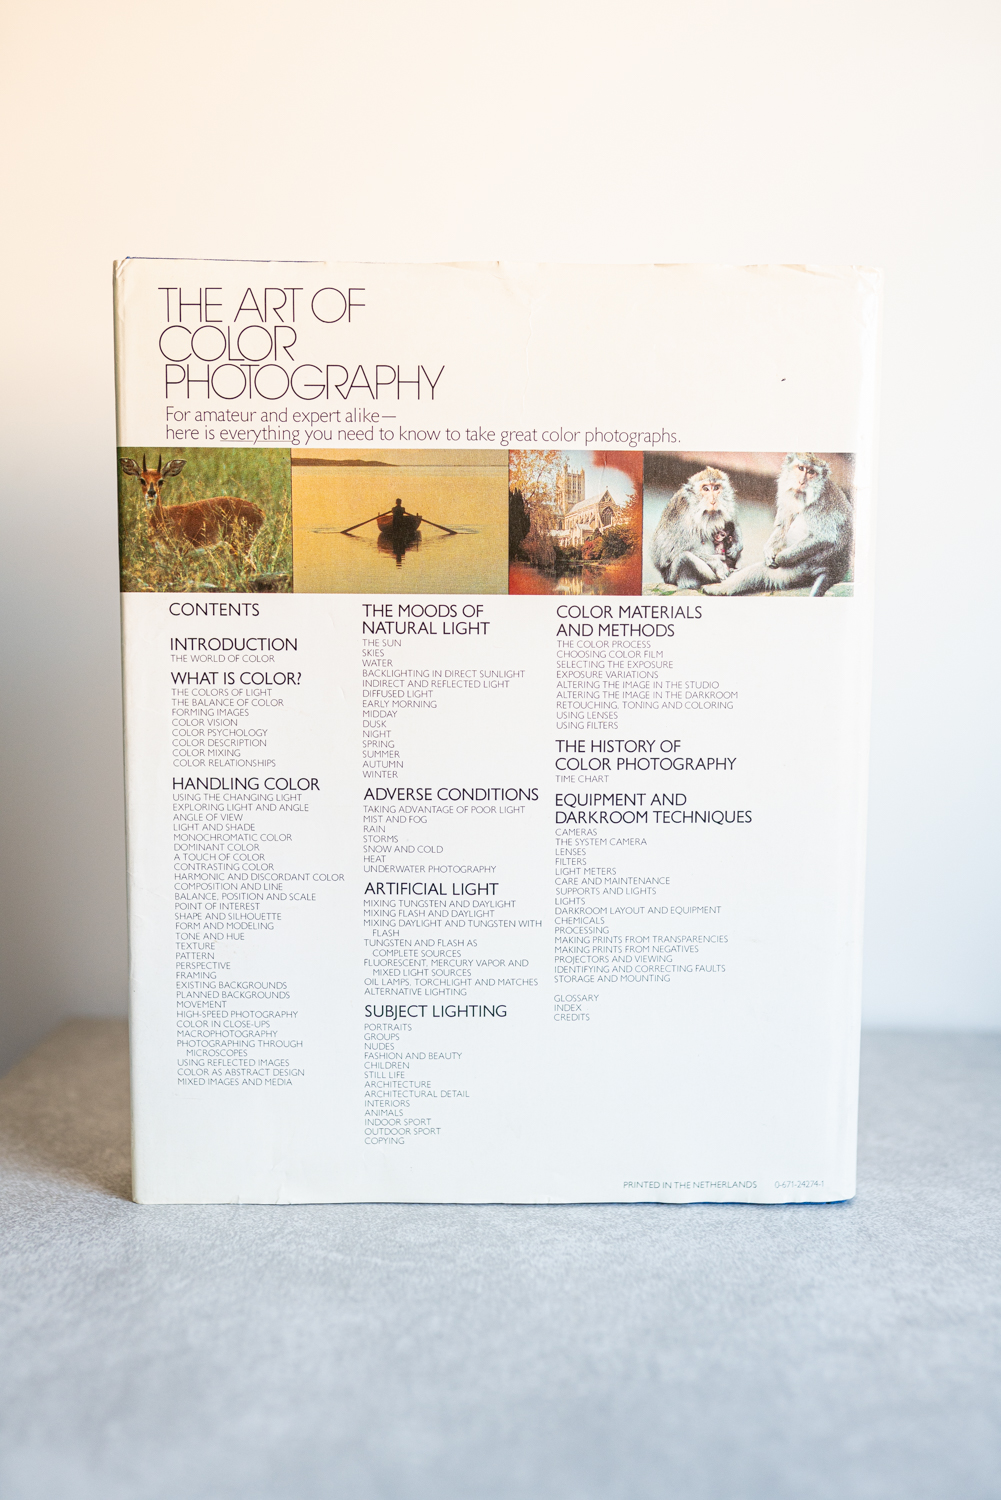 THE ART OF
COLOR
PHOTOGRAPHY
For amateur and expert alike—
here is everything you need to know to take great color photographs.
CONTENTS
INTRODUCTION
THE WORLD OF COLOR
WHAT IS COLOR?
THE COLORS OF LIGHT
THE BALANCE OF COLOR
FORMING IMAGES
COLOR VISION
COLOR PSYCHOLOGY
COLOR DESCRIPTION
COLOR MIXING
COLOR RELATIONSHIPS
HANDLING COLOR
USING THE CHANGING LIGHT
EXPLORING LIGHT AND ANGLE
ANGLE OF VIEW
LIGHT AND SHADE
MONOCHROMATIC COLOR
DOMINANT COLOR
A TOUCH OF COLOR
CONTRASTING COLOR
HARMONIC AND DISCORDANT COLOR
COMPOSITION AND LINE
BALANCE, POSITION AND SCALE
POINT OF INTEREST
SHAPE AND SILHOUETTE
FORM AND MODELING
TONE AND HUE
TEXTURE
PATTERN
PERSPECTIVE
FRAMING
EXISTING BACKGROUNDS
PLANNED BACKGROUNDS
MOVEMENT
HIGH-SPEED PHOTOGRAPHY
COLOR IN CLOSE-UPS
MACROPHOTOGRAPHY
PHOTOGRAPHING THROUGH
MICROSCOPES
USING REFLECTED IMAGES
COLOR AS ABSTRACT DESIGN
MIXED IMAGES AND MEDIA
THE MOODS OF
NATURAL LIGHT
THE SUN
SKIES
WATER
BACKLIGHTING IN DIRECT SUNLIGHT
INDIRECT AND REFLECTED LIGHT
DIFFUSED LIGHT
EARLY MORNING
MIDDAY
DUSK
NIGHT
SPRING
SUMMER
AUTUMN
WINTER
ADVERSE CONDITIONS
TAKING ADVANTAGE OF POOR LIGHT
MIST AND FOG
RAIN
STORMS
SNOW AND COLD
HEAT
UNDERWATER PHOTOGRAPHY
ARTIFICIAL LIGHT
MIXING TUNGSTEN AND DAYLIGHT
MIXING FLASH AND DAYLIGHT
MIXING DAYLIGHT AND TUNGSTEN WITH
FLASH
TUNGSTEN AND FLASH AS
COMPLETE SOURCES
FLUORESCENT, MERCURY VAPOR AND
MIXED LIGHT SOURCES
OIL LAMPS, TORCHLIGHT AND MATCHES
ALTERNATIVE LIGHTING
SUBJECT LIGHTING
PORTRAITS
GROUPS
NUDES
FASHION AND BEAUTY
CHILDREN
STILL LIFE
ARCHITECTURE
ARCHITECTURAL DETAIL
INTERIORS
ANIMALS
INDOOR SPORT
OUTDOOR SPORT
COPYING
COLOR MATERIALS
AND METHODS
THE COLOR PROCESS
CHOOSING COLOR FILM
SELECTING THE EXPOSURE
EXPOSURE VARIATIONS
ALTERING THE IMAGE IN THE STUDIO
ALTERING THE IMAGE IN THE DARKROOM
RETOUCHING, TONING AND COLORING
USING LENSES
USING FILTERS
THE HISTORY OF
COLOR PHOTOGRAPHY
TIME CHART
EQUIPMENT AND
DARKROOM TECHNIQUES
CAMERAS
THE SYSTEM CAMERA
LENSES
FILTERS
LIGHT METERS
CARE AND MAINTENANCE
SUPPORTS AND LIGHTS
LIGHTS
DARKROOM LAYOUT AND EQUIPMENT
CHEMICALS
PROCESSING
MAKING PRINTS FROM TRANSPARENCIES
MAKING PRINTS FROM NEGATIVES
PROJECTORS AND VIEWING
IDENTIFYING AND CORRECTING FAULTS
STORAGE AND MOUNTING
GLOSSARY
INDEX
CREDITS
PRINTED IN THE NETHERLANDS 0-671-24274-1